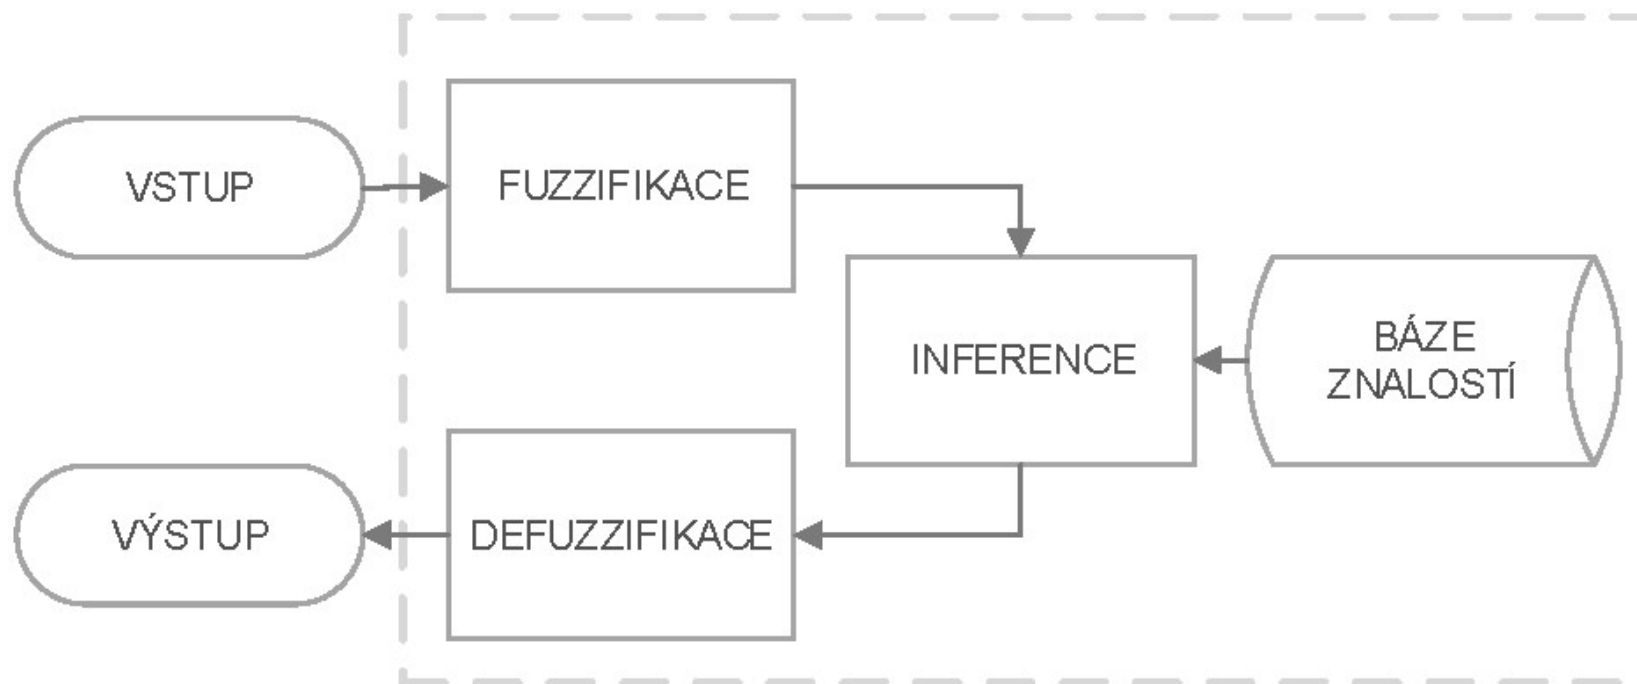 VSTUP
FUZZIFIKACE
INFERENCE
BÁZE
ZNALOSTÍ
DEFUZZIFIKACE
VÝSTUP